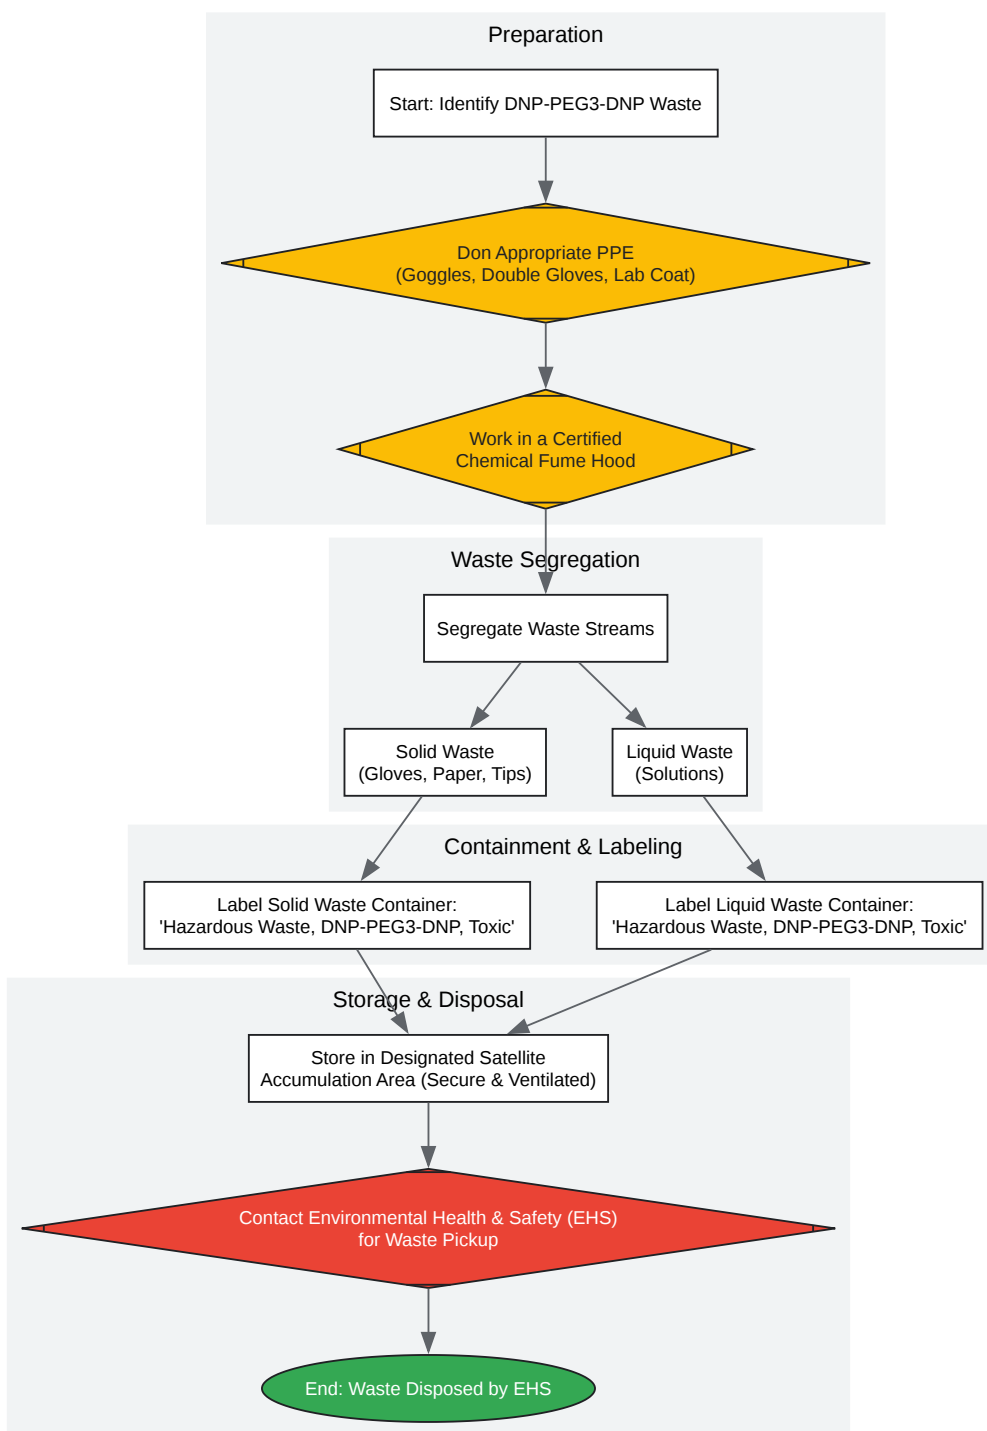 Preparation
Start: Identify DNP-PEG3-DNP Waste
Don Appropriate PPE
(Goggles, Double Gloves, Lab Coat)
Work in a Certified
Chemical Fume Hood
Waste Segregation
Segregate Waste Streams
Solid Waste
(Gloves, Paper, Tips)
Liquid Waste
(Solutions)
Containment & Labeling
Label Solid Waste Container:
'Hazardous Waste, DNP-PEG3-DNP, Toxic'
Label Liquid Waste Container:
'Hazardous Waste, DNP-PEG3-DNP, Toxic'
Storage & Disposal
Store in Designated Satellite
Accumulation Area (Secure & Ventilated)
Contact Environmental Health & Safety (EHS)
for Waste Pickup
End: Waste Disposed by EHS